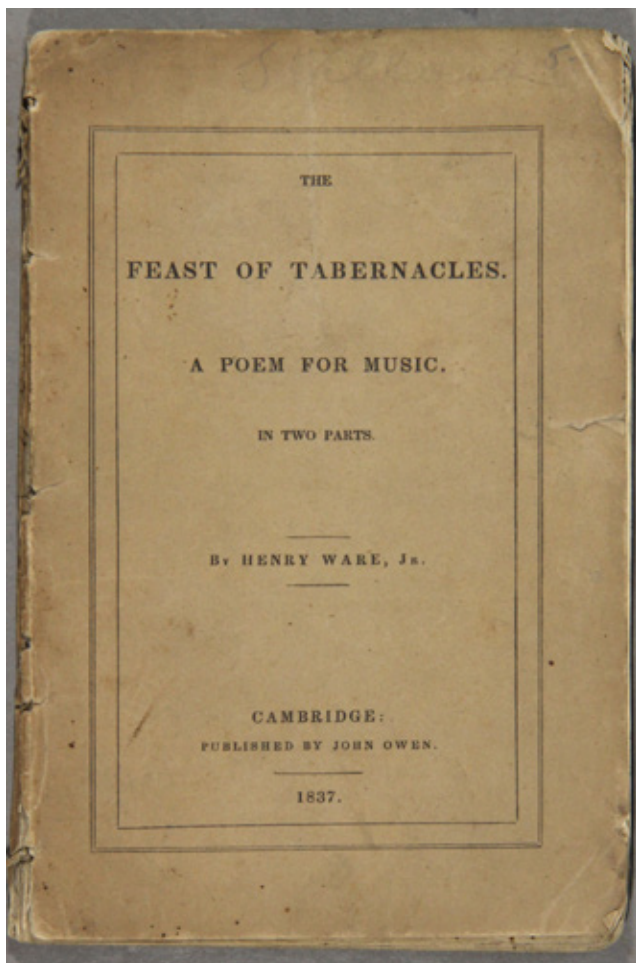 THE
FEAST OF TABERNACLES.
A POEM FOR MUSIC.
IN TWO PARTS.
By HENRY WARE, Jr.
CAMBRIDGE:
PUBLISHED BY JOHN OWEN.
1837.